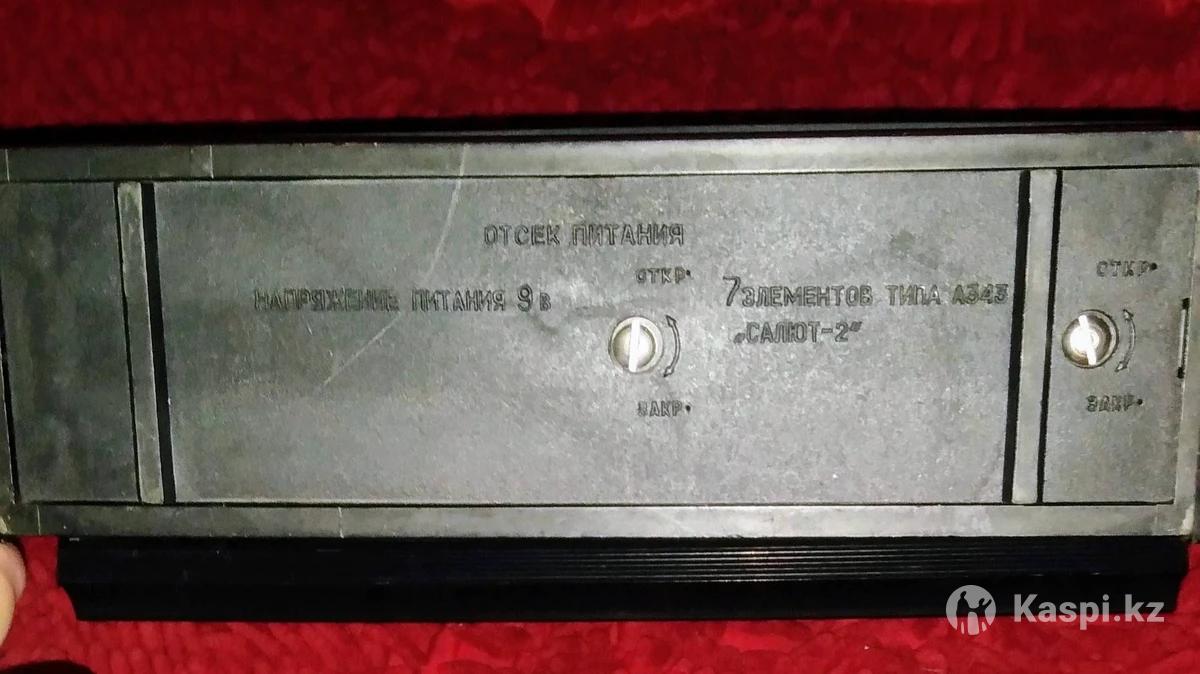 ОТСЕК ПИТАНИЯ
НАПРЯЖЕНИЕ ПИТАНИЯ 9 В
ОТКР•
ЗАКР•
7 ЭЛЕМЕНТОВ ТИПА А343
„САЛЮТ-2"
ОТКР•
ЗАКР•
Kaspi.kz